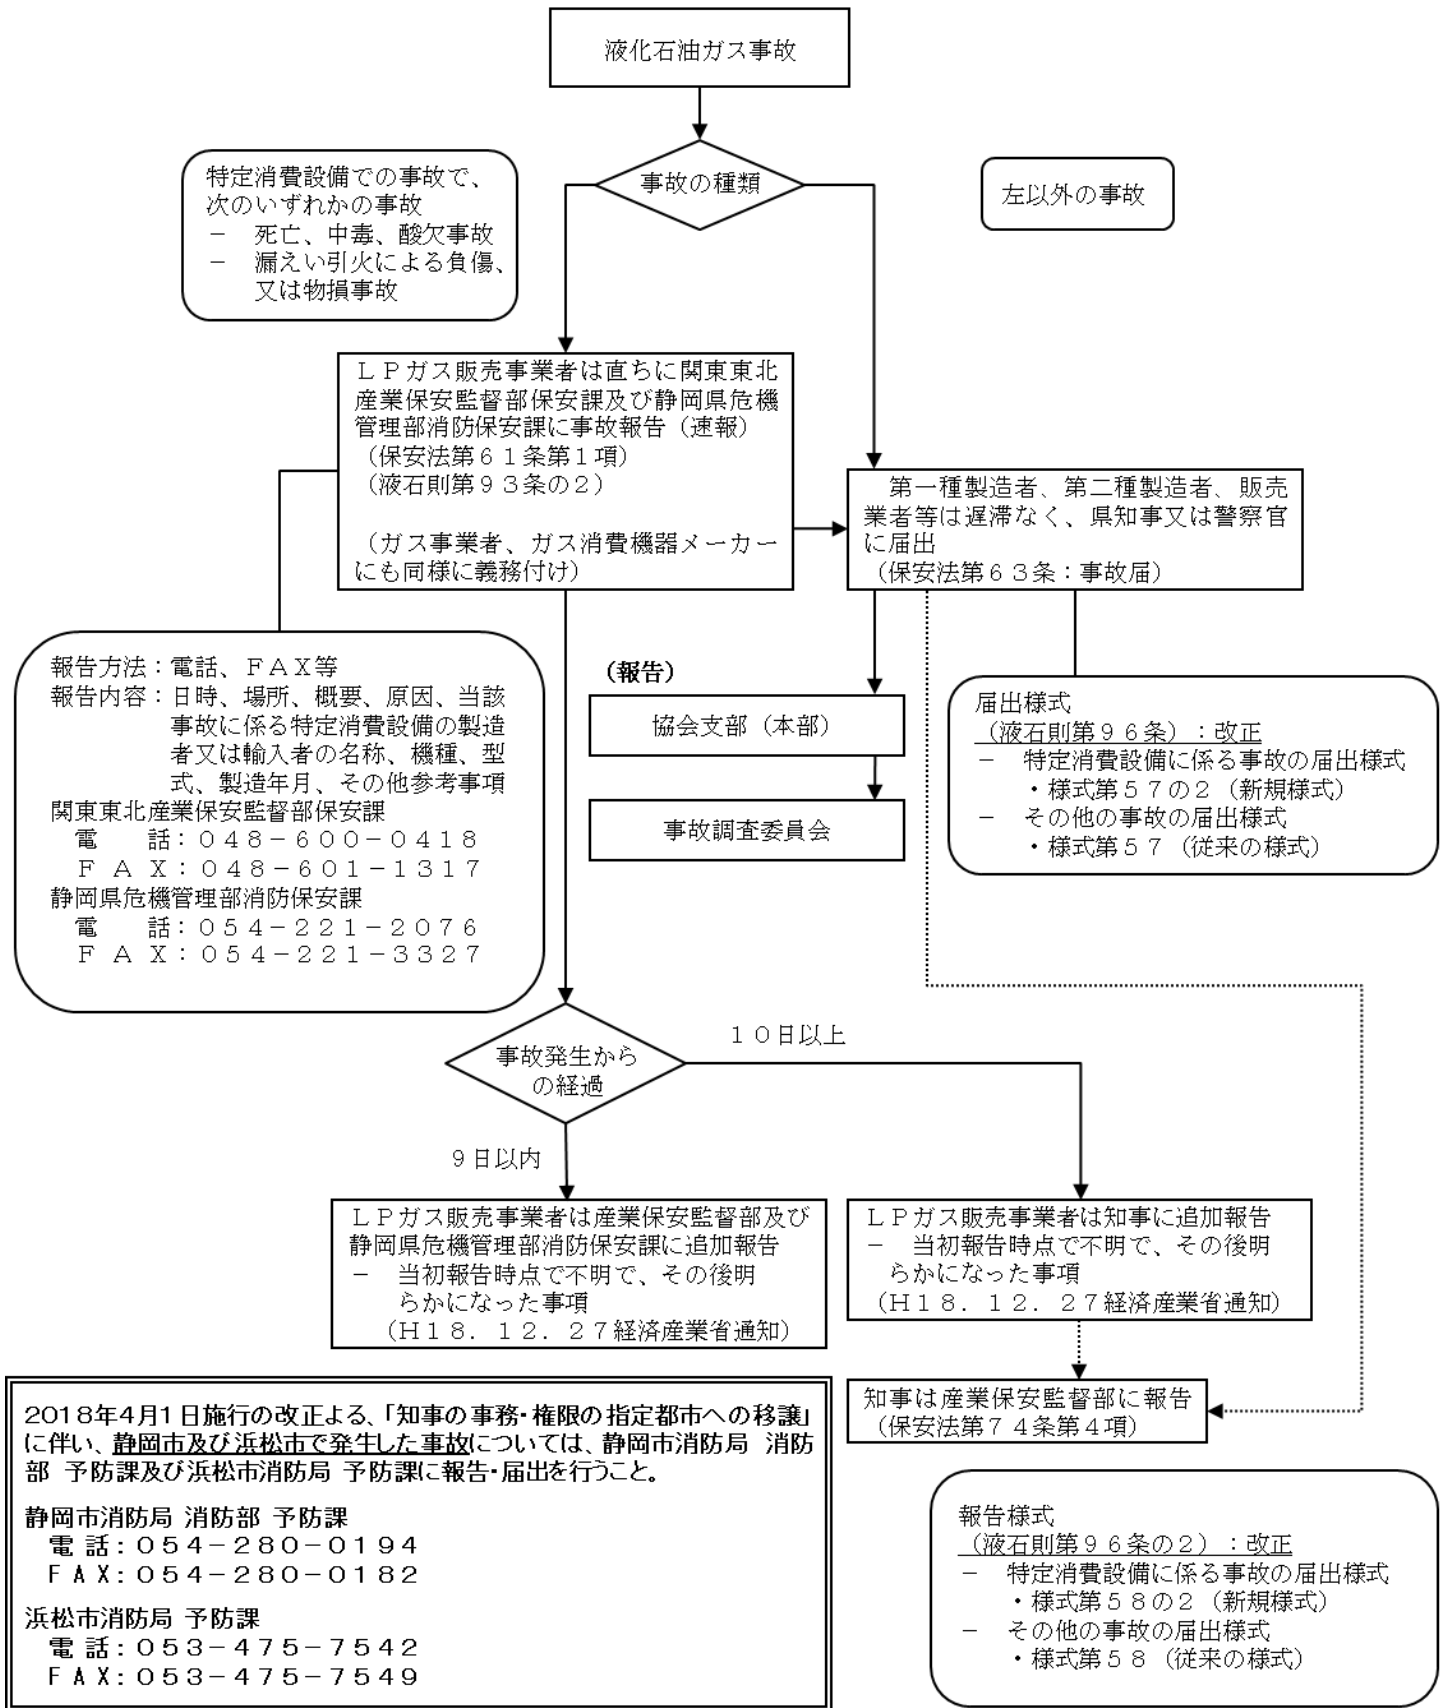 液化石油ガス事故
事故の種類
特定消費設備での事故で、
次のいずれかの事故
－　死亡、中毒、酸欠事故
－　漏えい引火による負傷、
又は物損事故
左以外の事故
ＬＰガス販売事業者は直ちに関東東北
産業保安監督部保安課及び静岡県危機
管理部消防保安課に事故報告（速報）
（保安法第６１条第１項）
（液石則第９３条の２）
（ガス事業者、ガス消費機器メーカー
にも同様に義務付け）
第一種製造者、第二種製造者、販売
業者等は遅滞なく、県知事又は警察官
に届出
（保安法第６３条：事故届）
報告方法：電話、ＦＡＸ等
報告内容：日時、場所、概要、原因、当該
事故に係る特定消費設備の製造
者又は輸入者の名称、機種、型
式、製造年月、その他参考事項
関東東北産業保安監督部保安課
電　　話：０４８－６００－０４１８
Ｆ Ａ Ｘ：０４８－６０１－１３１７
静岡県危機管理部消防保安課
電　　話：０５４－２２１－２０７６
Ｆ Ａ Ｘ：０５４－２２１－３３２７
（報告）
協会支部（本部）
事故調査委員会
届出様式
（液石則第９６条）：改正
－　特定消費設備に係る事故の届出様式
・様式第５７の２（新規様式）
－　その他の事故の届出様式
・様式第５７（従来の様式）
事故発生から
の経過
１０日以上
９日以内
ＬＰガス販売事業者は産業保安監督部及び
静岡県危機管理部消防保安課に追加報告
－　当初報告時点で不明で、その後明
らかになった事項
（Ｈ１８．１２．２７経済産業省通知）
ＬＰガス販売事業者は知事に追加報告
－　当初報告時点で不明で、その後明
らかになった事項
（Ｈ１８．１２．２７経済産業省通知）
知事は産業保安監督部に報告
（保安法第７４条第４項）
2018年4月1日施行の改正よる、「知事の事務・権限の指定都市への移譲」
に伴い、静岡市及び浜松市で発生した事故については、静岡市消防局 消防
部 予防課及び浜松市消防局 予防課に報告・届出を行うこと。
静岡市消防局 消防部 予防課
電 話：０５４－２８０－０１９４
ＦＡＸ：０５４－２８０－０１８２
浜松市消防局 予防課
電 話：０５３－４７５－７５４２
ＦＡＸ：０５３－４７５－７５４９
報告様式
（液石則第９６条の２）：改正
－　特定消費設備に係る事故の届出様式
・様式第５８の２（新規様式）
－　その他の事故の届出様式
・様式第５８（従来の様式）